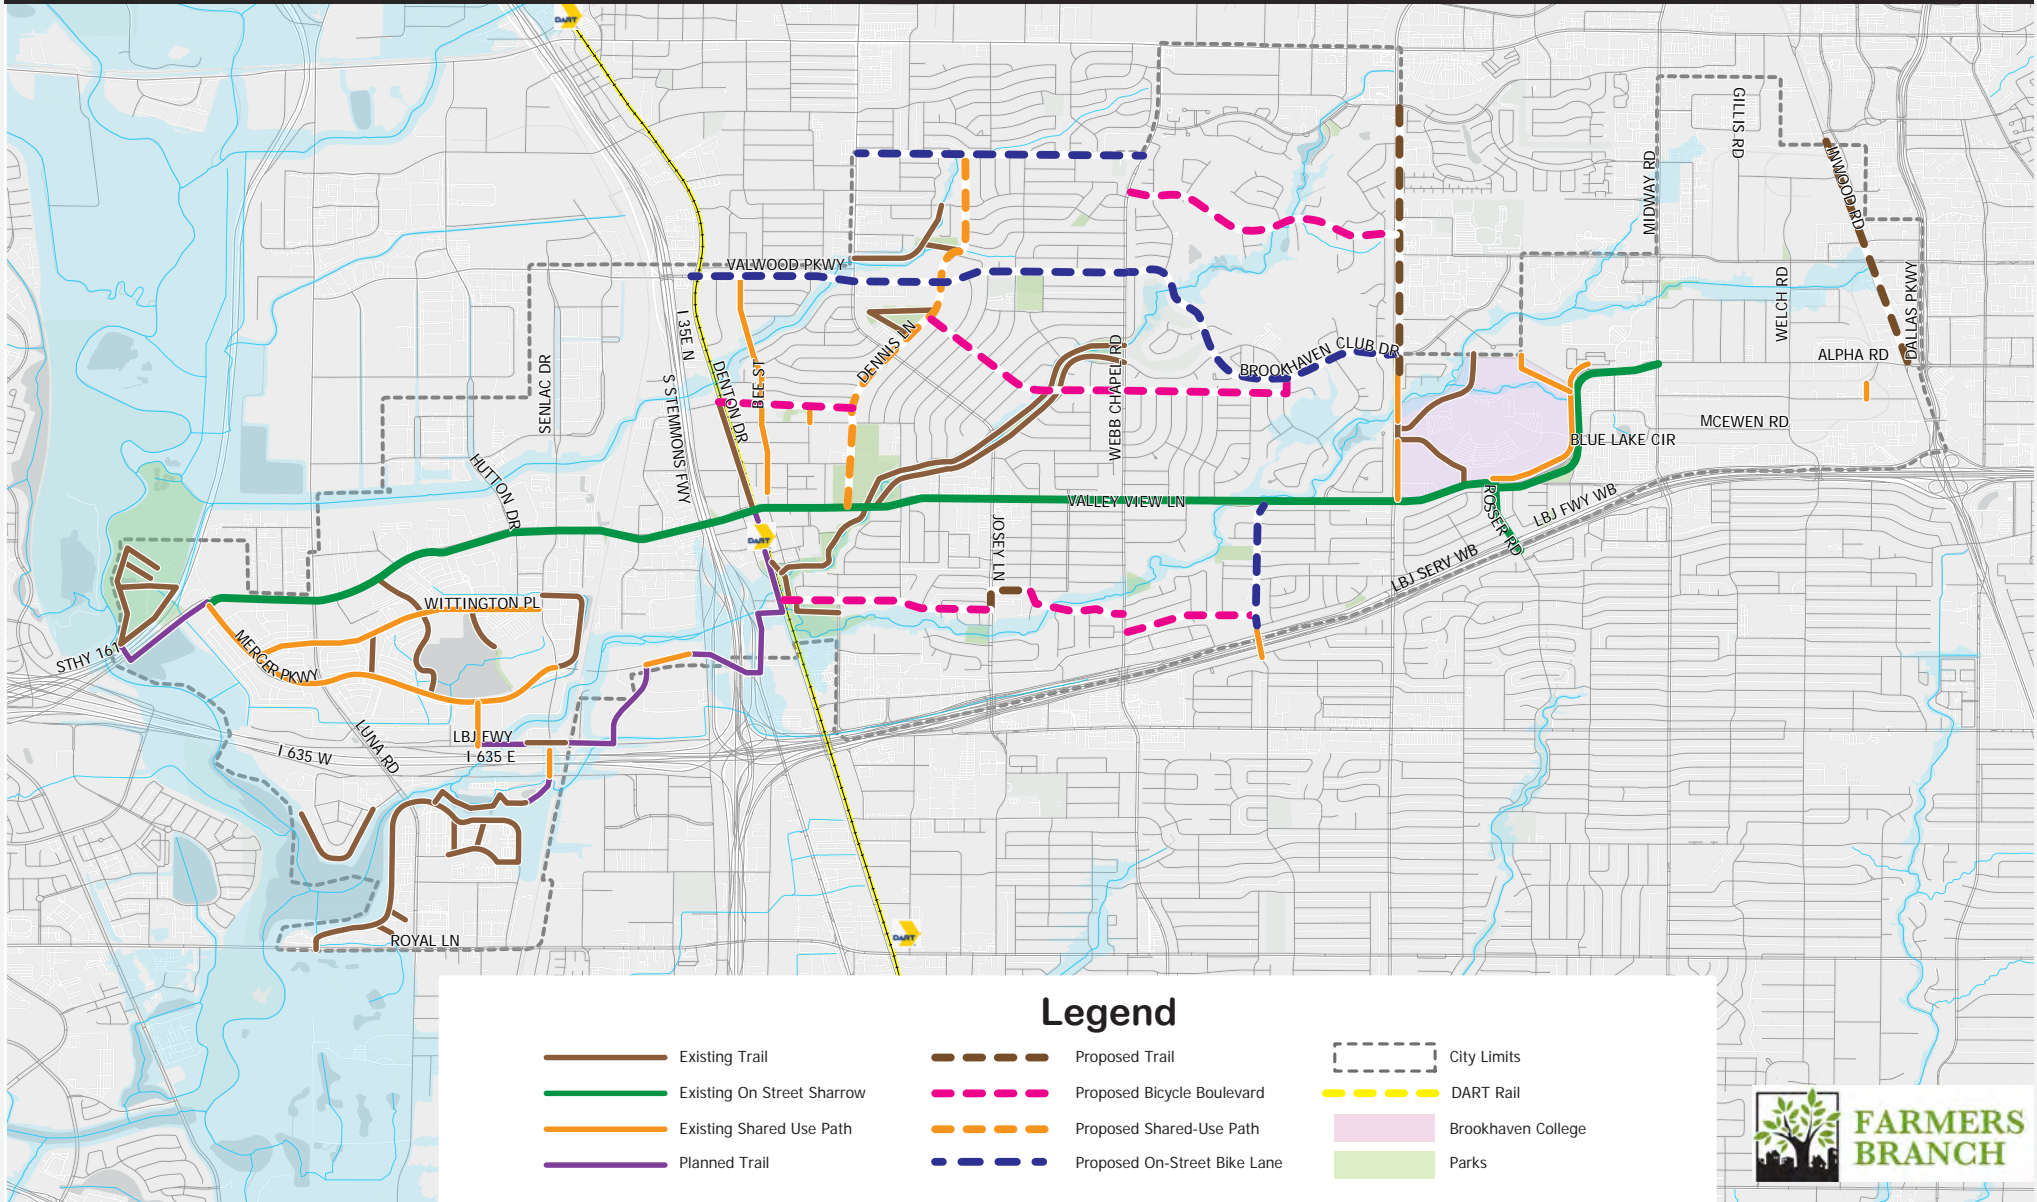 DART
GILLIS RD
MIDWAY RD
INWOOD RD
VALWOOD PKWY
WELCH RD
DALLAS PKWY
I 35E N
DENNIS LN
SENLAC DR
DENTON DR
BEE ST
WEBB CHAPEL RD
BROOKHAVEN CLUB DR
ALPHA RD
S STEMMONS FWY
MCEWEN RD
BLUE LAKE CIR
HUTTON DR
VALLEY VIEW LN
ROSSER RD
LBJ FWY WB
DART
JOSEY LN
LBJ SERV WB
WITTINGTON PL
STHY 161
MERCER PKWY
LUNA RD
LBJ FWY
I 635 W
I 635 E
DART
ROYAL LN
Legend
Existing Trail
Proposed Trail
City Limits
Existing On Street Sharrow
Proposed Bicycle Boulevard
DART Rail
Existing Shared Use Path
Proposed Shared-Use Path
Brookhaven College
Planned Trail
Proposed On-Street Bike Lane
Parks
FARMERS
BRANCH